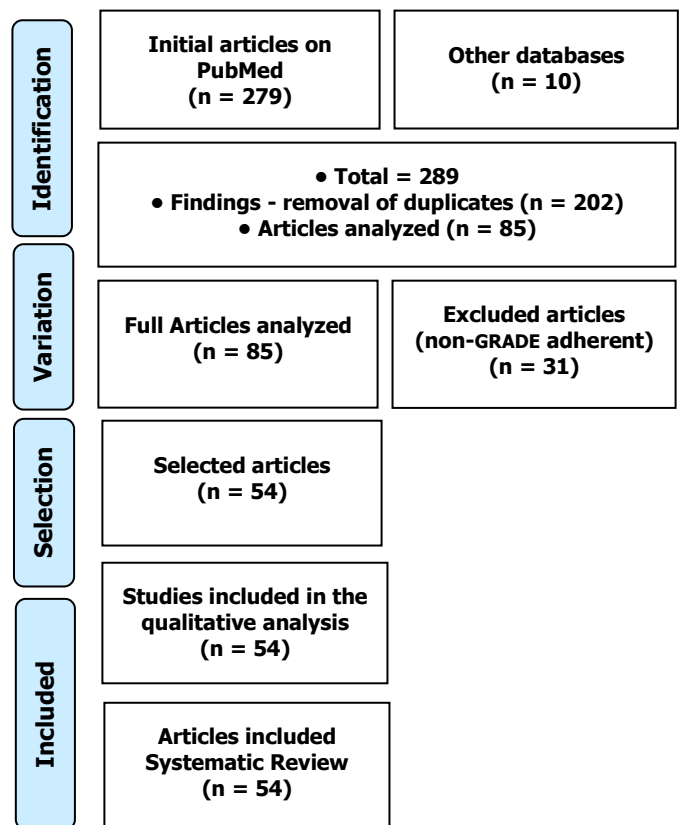 Identification
Initial articles on
PubMed
(n = 279)
Other databases
(n = 10)
• Total = 289
• Findings - removal of duplicates (n = 202)
• Articles analyzed (n = 85)
Variation
Full Articles analyzed
(n = 85)
Excluded articles
(non-GRADE adherent)
(n = 31)
Selection
Selected articles
(n = 54)
Included
Studies included in the
qualitative analysis
(n = 54)
Articles included
Systematic Review
(n = 54)